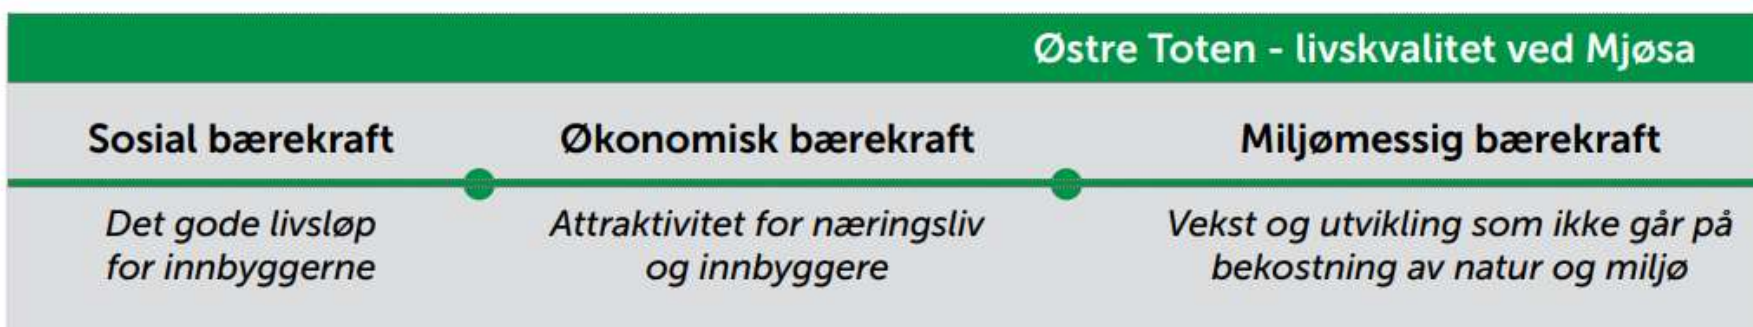 Østre Toten - livskvalitet ved Mjøsa
Sosial bærekraft
Det gode livsløp
for innbyggerne
Økonomisk bærekraft
Attraktivitet for næringsliv
og innbyggere
Miljømessig bærekraft
Vekst og utvikling som ikke går på
bekostning av natur og miljø